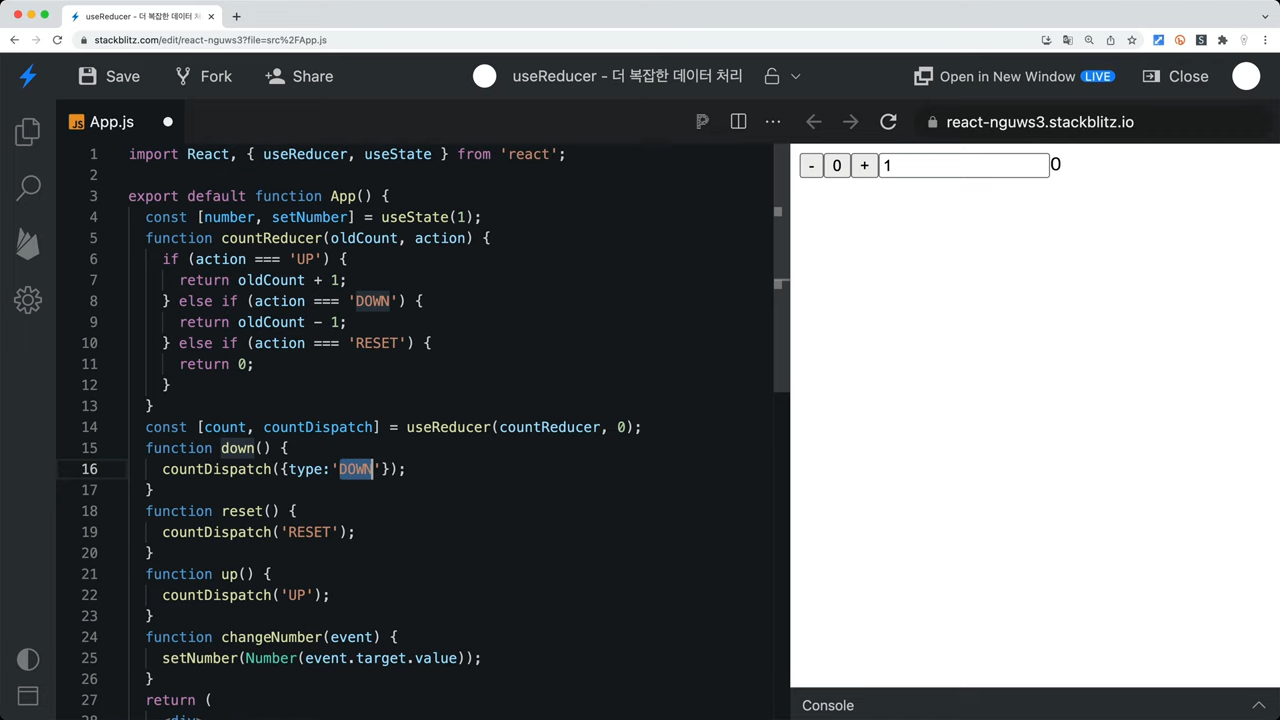 useReducer - 더 복잡한 데이터 처리
stackblitz.com/edit/react-nguws3?file=src%2FApp.js
Save
Fork
Share
useReducer - 더 복잡한 데이터 처리
Open in New Window LIVE
Close
JS App.js
react-nguws3.stackblitz.io
1 import React, { useReducer, useState } from 'react';
2
3 export default function App() {
4 const [number, setNumber] = useState(1);
5 function countReducer(oldCount, action) {
6 if (action === 'UP') {
7 return oldCount + 1;
8 } else if (action === 'DOWN') {
9 return oldCount - 1;
10 } else if (action === 'RESET') {
11 return 0;
12 }
13 }
14 const [count, countDispatch] = useReducer(countReducer, 0);
15 function down() {
16 countDispatch({type:'DOWN'});
17 }
18 function reset() {
19 countDispatch('RESET');
20 }
21 function up() {
22 countDispatch('UP');
23 }
24 function changeNumber(event) {
25 setNumber(Number(event.target.value));
26 }
27 return (
28 <div>
- 0 + 1 0
Console